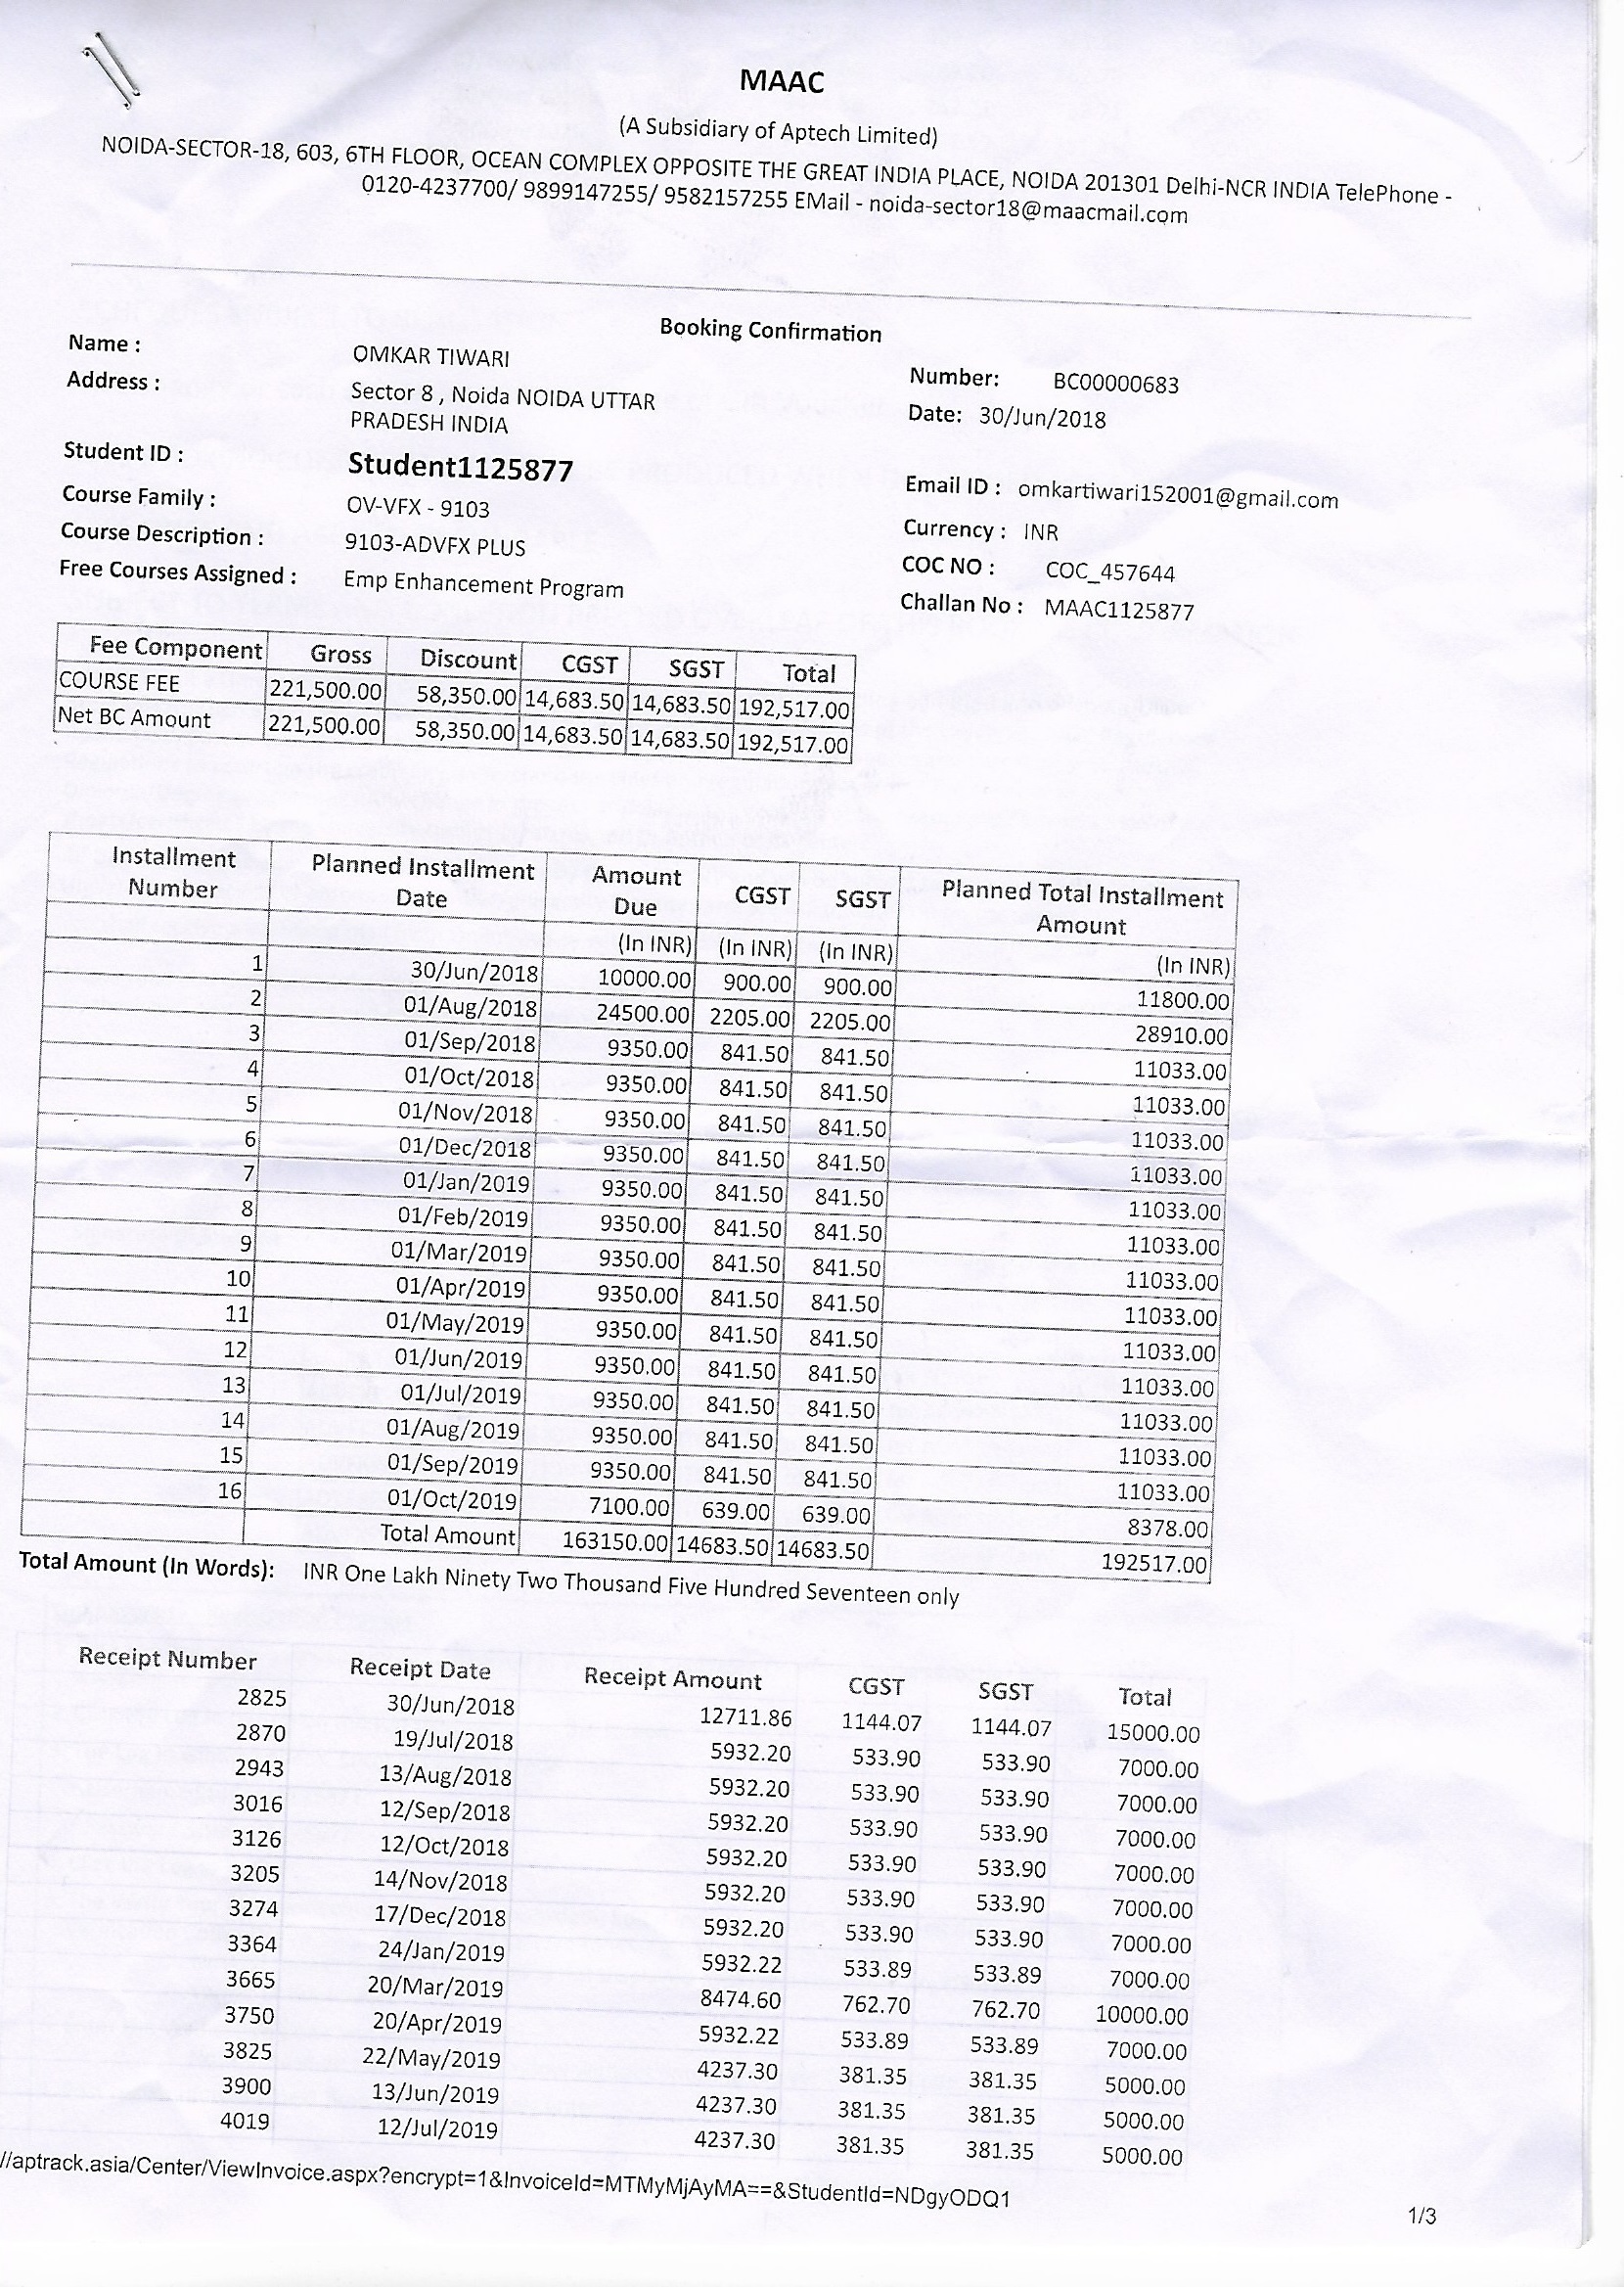 MAAC
(A Subsidiary of Aptech Limited)
NOIDA-SECTOR-18, 603, 6TH FLOOR, OCEAN COMPLEX OPPOSITE THE GREAT INDIA PLACE, NOIDA 201301 Delhi-NCR INDIA TelePhone -
0120-4237700/ 9899147255/ 9582157255 EMail - noida-sector18@maacmail.com
Booking Confirmation
Name : OMKAR TIWARI
Address : Sector 8 , Noida NOIDA UTTAR
PRADESH INDIA
Student ID : Student1125877
Course Family : OV-VFX - 9103
Course Description : 9103-ADVFX PLUS
Free Courses Assigned : Emp Enhancement Program
Number: BC00000683
Date: 30/Jun/2018
Email ID : omkartiwari152001@gmail.com
Currency : INR
COC NO : COC_457644
Challan No : MAAC1125877
Fee Component Gross Discount CGST SGST Total
COURSE FEE 221,500.00 58,350.00 14,683.50 14,683.50 192,517.00
Net BC Amount 221,500.00 58,350.00 14,683.50 14,683.50 192,517.00
Installment Number Planned Installment Date Amount Due CGST SGST Planned Total Installment Amount
(In INR) (In INR) (In INR) (In INR)
1 30/Jun/2018 10000.00 900.00 900.00 11800.00
2 01/Aug/2018 24500.00 2205.00 2205.00 28910.00
3 01/Sep/2018 9350.00 841.50 841.50 11033.00
4 01/Oct/2018 9350.00 841.50 841.50 11033.00
5 01/Nov/2018 9350.00 841.50 841.50 11033.00
6 01/Dec/2018 9350.00 841.50 841.50 11033.00
7 01/Jan/2019 9350.00 841.50 841.50 11033.00
8 01/Feb/2019 9350.00 841.50 841.50 11033.00
9 01/Mar/2019 9350.00 841.50 841.50 11033.00
10 01/Apr/2019 9350.00 841.50 841.50 11033.00
11 01/May/2019 9350.00 841.50 841.50 11033.00
12 01/Jun/2019 9350.00 841.50 841.50 11033.00
13 01/Jul/2019 9350.00 841.50 841.50 11033.00
14 01/Aug/2019 9350.00 841.50 841.50 11033.00
15 01/Sep/2019 9350.00 841.50 841.50 11033.00
16 01/Oct/2019 7100.00 639.00 639.00 8378.00
Total Amount 163150.00 14683.50 14683.50 192517.00
Total Amount (In Words): INR One Lakh Ninety Two Thousand Five Hundred Seventeen only
Receipt Number Receipt Date Receipt Amount CGST SGST Total
2825 30/Jun/2018 12711.86 1144.07 1144.07 15000.00
2870 19/Jul/2018 5932.20 533.90 533.90 7000.00
2943 13/Aug/2018 5932.20 533.90 533.90 7000.00
3016 12/Sep/2018 5932.20 533.90 533.90 7000.00
3126 12/Oct/2018 5932.20 533.90 533.90 7000.00
3205 14/Nov/2018 5932.20 533.90 533.90 7000.00
3274 17/Dec/2018 5932.20 533.90 533.90 7000.00
3364 24/Jan/2019 5932.22 533.89 533.89 7000.00
3665 20/Mar/2019 8474.60 762.70 762.70 10000.00
3750 20/Apr/2019 5932.22 533.89 533.89 7000.00
3825 22/May/2019 4237.30 381.35 381.35 5000.00
3900 13/Jun/2019 4237.30 381.35 381.35 5000.00
4019 12/Jul/2019 4237.30 381.35 381.35 5000.00
//aptrack.asia/Center/ViewInvoice.aspx?encrypt=1&InvoiceId=MTMyMjAyMA==&StudentId=NDgyODQ1
1/3